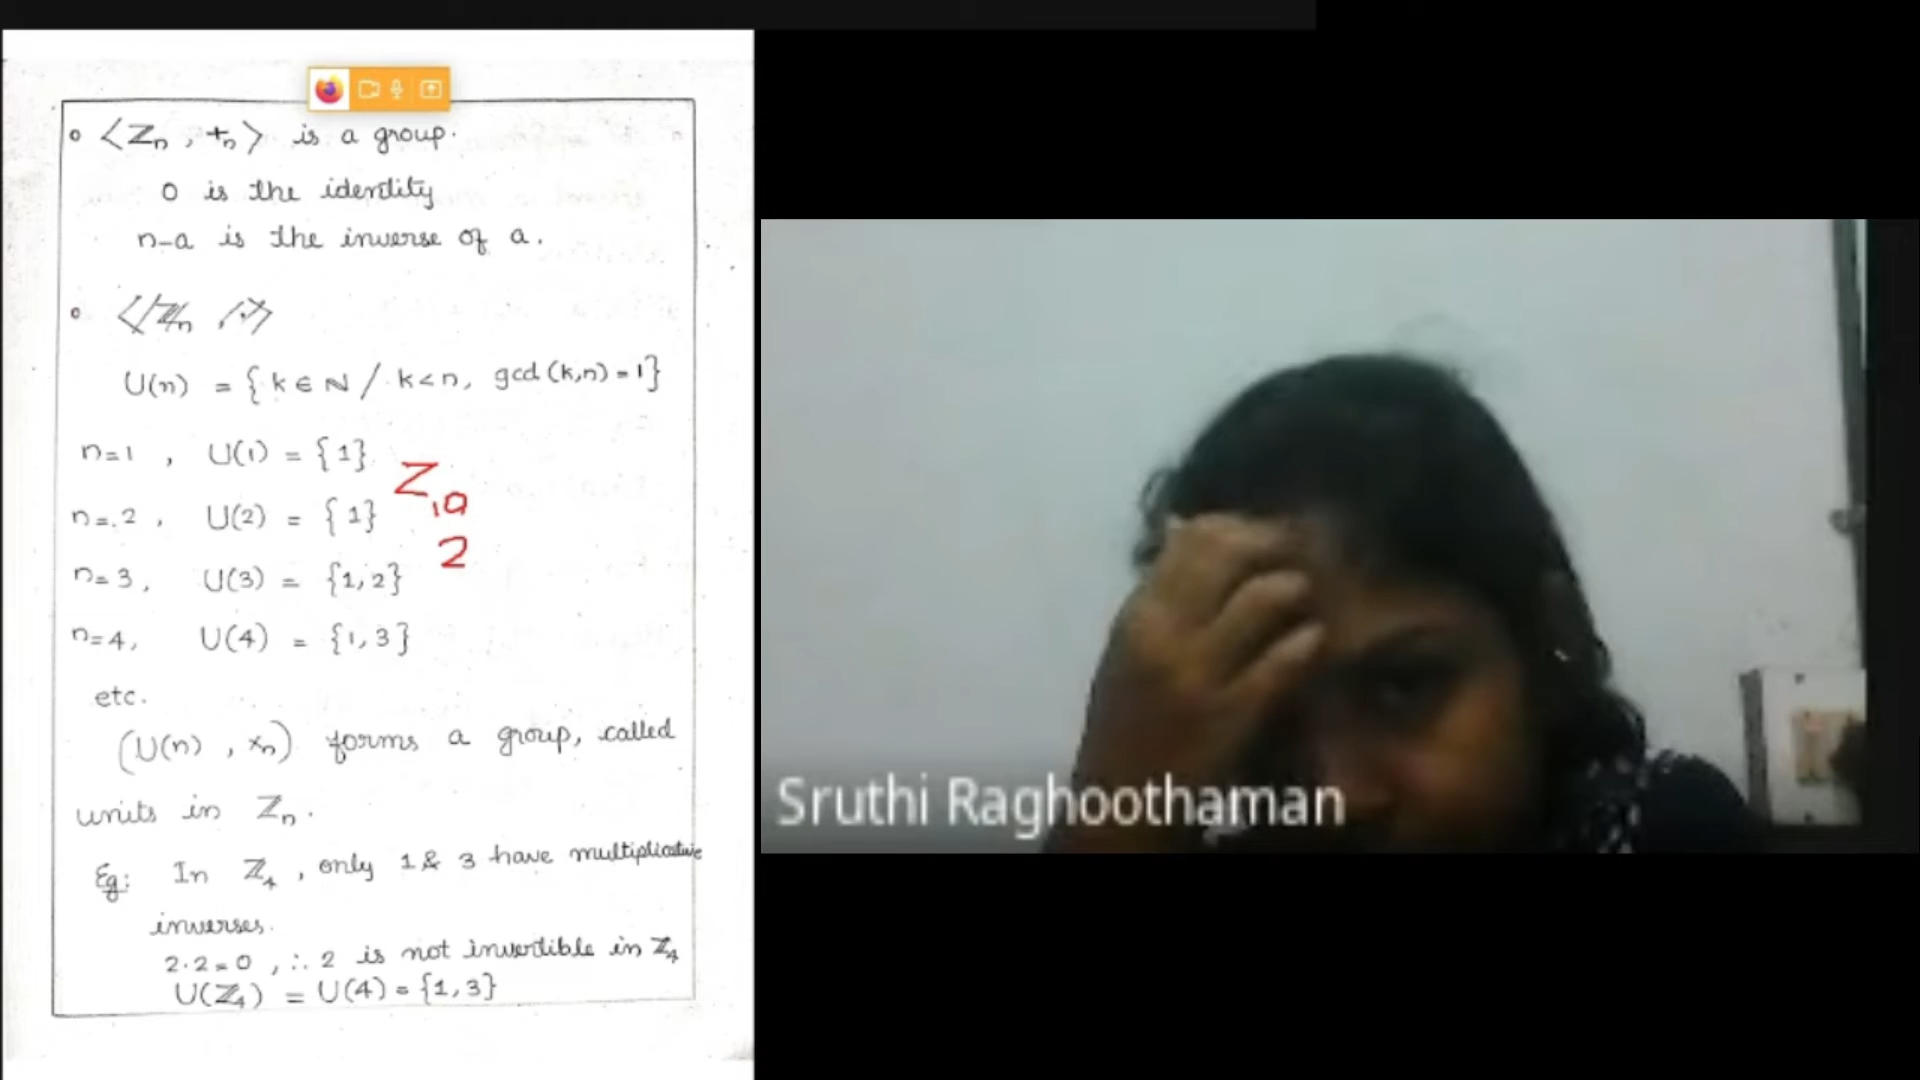 ∘ ⟨ℤn , +n⟩ is a group.
0 is the identity
n-a is the inverse of a.
∘ ⟨ℤn , ·⟩
U(n) = {k ∈ ℕ / k<n, gcd(k,n) = 1}
n=1 , U(1) = {1}
Z10
n=2 , U(2) = {1}
2
n=3, U(3) = {1,2}
n=4, U(4) = {1,3}
etc.
(U(n) , ×n) forms a group, called
units in ℤn.
Eg: In ℤ4 , only 1 & 3 have multiplicative
inverses.
2·2=0 , ∴ 2 is not invertible in ℤ4
U(ℤ4) = U(4) = {1,3}
Sruthi Raghoothaman